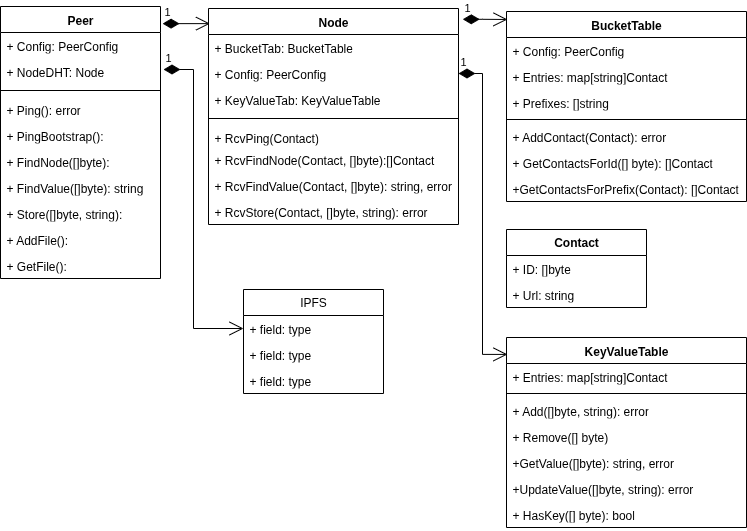 Peer
+ Config: PeerConfig
+ NodeDHT: Node
+ Ping(): error
+ PingBootstrap():
+ FindNode([]byte):
+ FindValue([]byte): string
+ Store([]byte, string):
+ AddFile():
+ GetFile():
1
1
Node
+ BucketTab: BucketTable
+ Config: PeerConfig
+ KeyValueTab: KeyValueTable
+ RcvPing(Contact)
+ RcvFindNode(Contact, []byte):[]Contact
+ RcvFindValue(Contact, []byte): string, error
+ RcvStore(Contact, []byte, string): error
1
1
BucketTable
+ Config: PeerConfig
+ Entries: map[string]Contact
+ Prefixes: []string
+ AddContact(Contact): error
+ GetContactsForId([] byte): []Contact
+GetContactsForPrefix(Contact): []Contact
Contact
+ ID: []byte
+ Url: string
IPFS
+ field: type
+ field: type
+ field: type
KeyValueTable
+ Entries: map[string]Contact
+ Add([]byte, string): error
+ Remove([] byte)
+GetValue([]byte): string, error
+UpdateValue([]byte, string): error
+ HasKey([] byte): bool